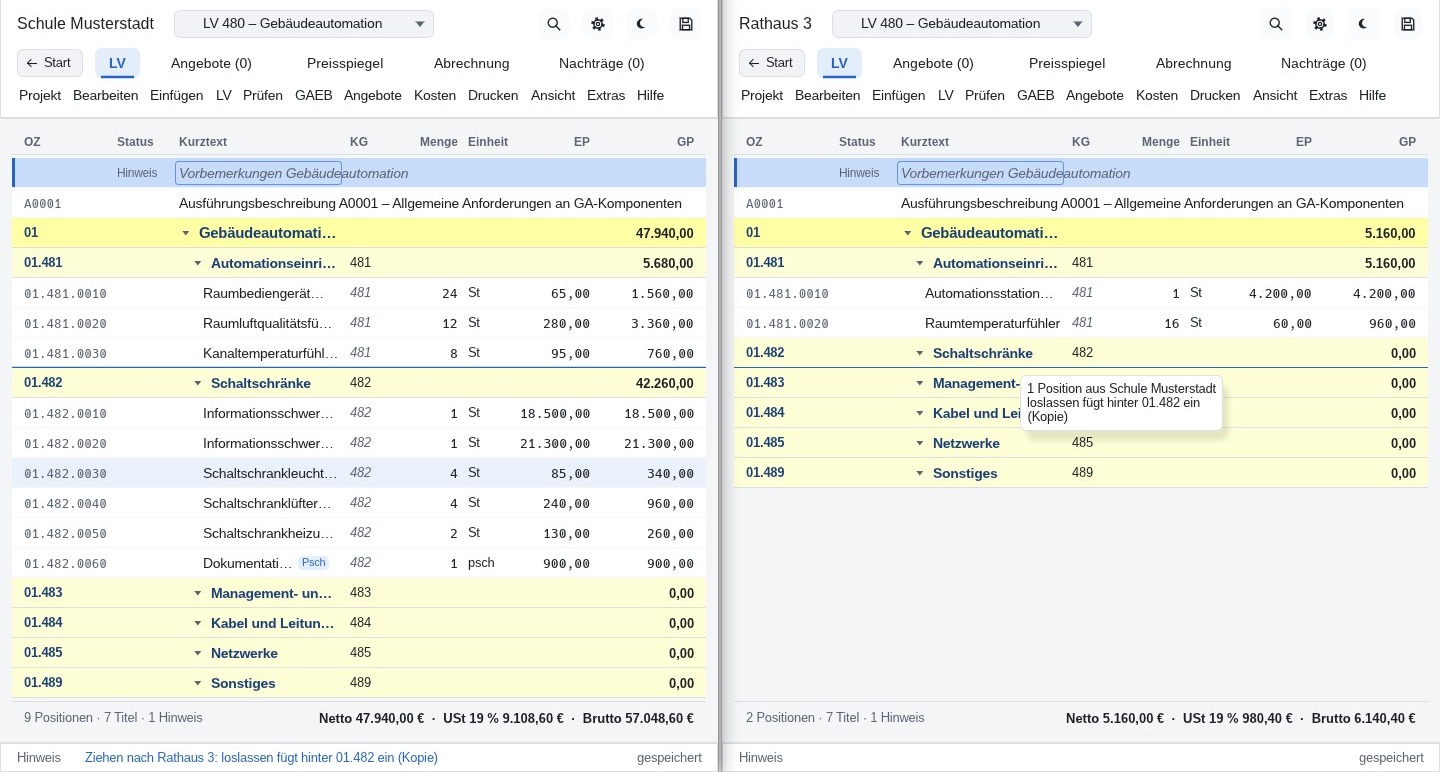 Schule Musterstadt
LV 480 – Gebäudeautomation
← Start LV Angebote (0) Preisspiegel Abrechnung Nachträge (0)
Projekt Bearbeiten Einfügen LV Prüfen GAEB Angebote Kosten Drucken Ansicht Extras Hilfe
OZ Status Kurztext KG Menge Einheit EP GP
Hinweis Vorbemerkungen Gebäudeautomation
A0001 Ausführungsbeschreibung A0001 – Allgemeine Anforderungen an GA-Komponenten
01 Gebäudeautomati… 47.940,00
01.481 Automationseinri… 481 5.680,00
01.481.0010 Raumbediengerät… 481 24 St 65,00 1.560,00
01.481.0020 Raumluftqualitätsfü… 481 12 St 280,00 3.360,00
01.481.0030 Kanaltemperaturfühl… 481 8 St 95,00 760,00
01.482 Schaltschränke 482 42.260,00
01.482.0010 Informationsschwer… 482 1 St 18.500,00 18.500,00
01.482.0020 Informationsschwer… 482 1 St 21.300,00 21.300,00
01.482.0030 Schaltschrankleucht… 482 4 St 85,00 340,00
01.482.0040 Schaltschranklüfter… 482 4 St 240,00 960,00
01.482.0050 Schaltschrankheizu… 482 2 St 130,00 260,00
01.482.0060 Dokumentati… Psch 482 1 psch 900,00 900,00
01.483 Management- un… 483 0,00
01.484 Kabel und Leitun… 484 0,00
01.485 Netzwerke 485 0,00
01.489 Sonstiges 489 0,00
9 Positionen · 7 Titel · 1 Hinweis Netto 47.940,00 € · USt 19 % 9.108,60 € · Brutto 57.048,60 €
Hinweis Ziehen nach Rathaus 3: loslassen fügt hinter 01.482 ein (Kopie) gespeichert
Rathaus 3
LV 480 – Gebäudeautomation
← Start LV Angebote (0) Preisspiegel Abrechnung Nachträge (0)
Projekt Bearbeiten Einfügen LV Prüfen GAEB Angebote Kosten Drucken Ansicht Extras Hilfe
OZ Status Kurztext KG Menge Einheit EP GP
Hinweis Vorbemerkungen Gebäudeautomation
A0001 Ausführungsbeschreibung A0001 – Allgemeine Anforderungen an GA-Komponenten
01 Gebäudeautomati… 5.160,00
01.481 Automationseinri… 481 5.160,00
01.481.0010 Automationsstation… 481 1 St 4.200,00 4.200,00
01.481.0020 Raumtemperaturfühler 481 16 St 60,00 960,00
01.482 Schaltschränke 482 0,00
01.483 Management- 0,00
01.484 Kabel und Lei 0,00
01.485 Netzwerke 485 0,00
01.489 Sonstiges 489 0,00
1 Position aus Schule Musterstadt
loslassen fügt hinter 01.482 ein
(Kopie)
2 Positionen · 7 Titel · 1 Hinweis Netto 5.160,00 € · USt 19 % 980,40 € · Brutto 6.140,40 €
Hinweis gespeichert